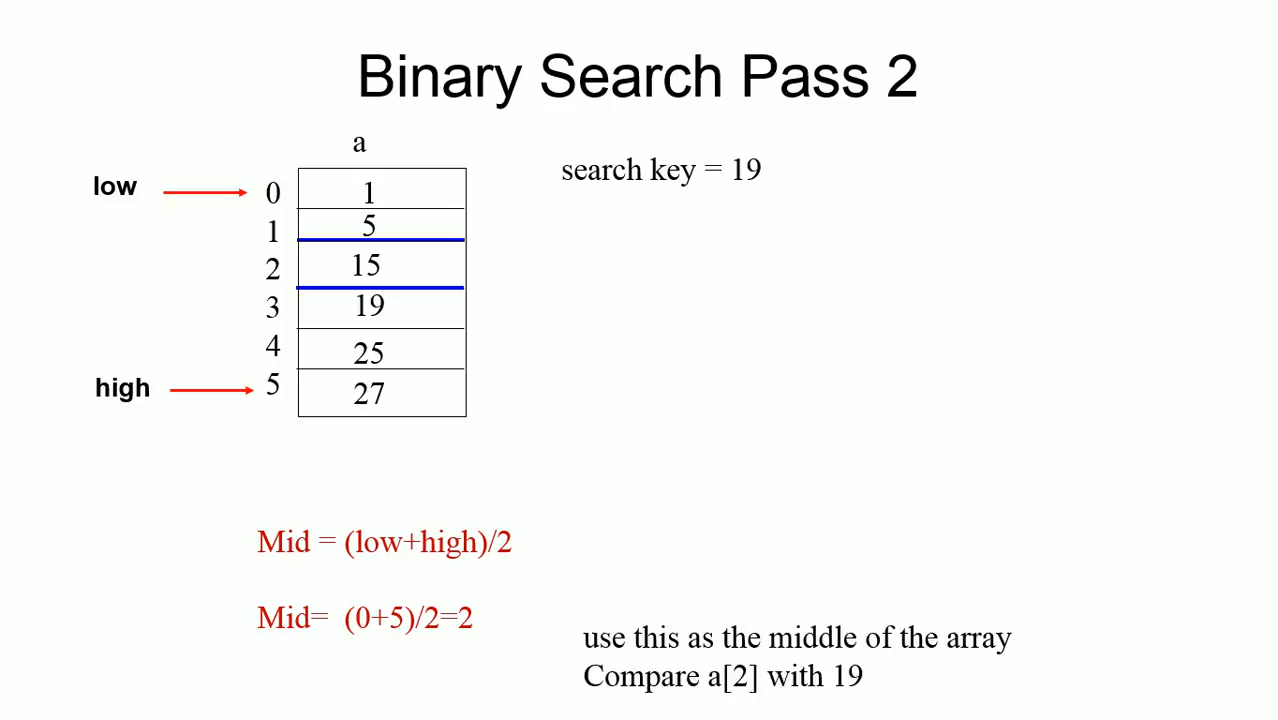 Binary Search Pass 2
a
search key = 19
low 0 1
1 5
2 15
3 19
4 25
high 5 27
Mid = (low+high)/2
Mid= (0+5)/2=2
use this as the middle of the array
Compare a[2] with 19